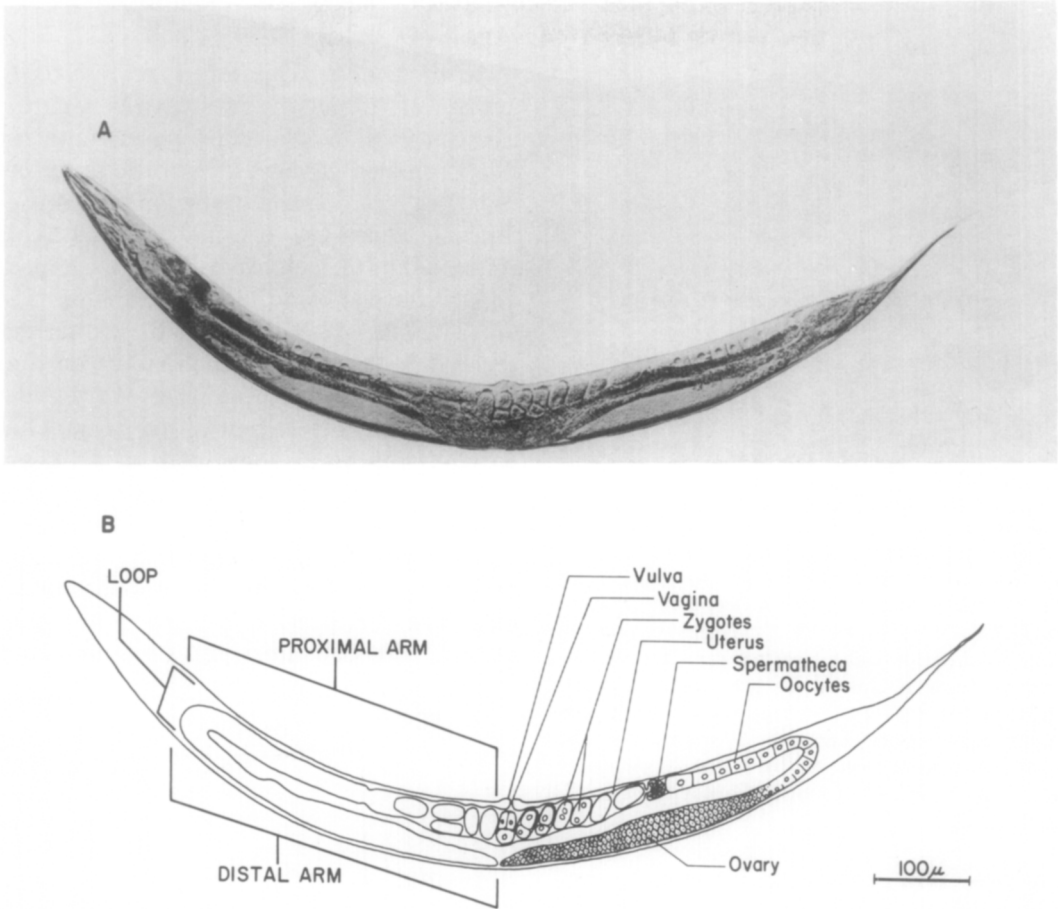 A
B
LOOP
PROXIMAL ARM
DISTAL ARM
Vulva
Vagina
Zygotes
Uterus
Spermatheca
Oocytes
Ovary
100μ